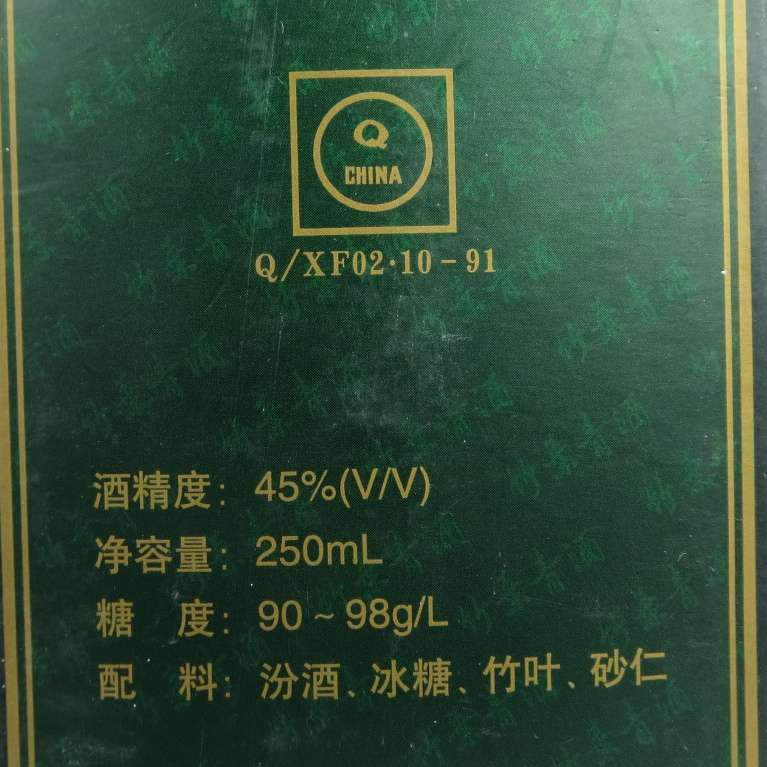 Q
CHINA
Q/XF02·10-91
酒精度: 45%(V/V)
净容量: 250mL
糖 度: 90~98g/L
配 料: 汾酒、冰糖、竹叶、砂仁